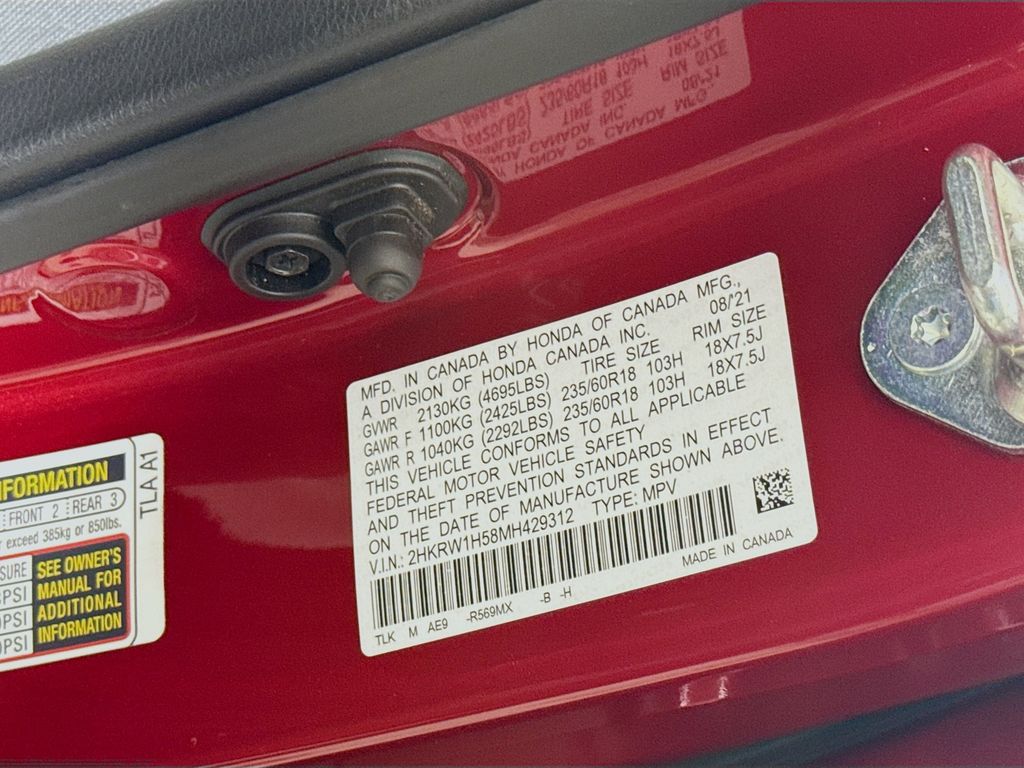 MFD. IN CANADA BY HONDA OF CANADA MFG.,
A DIVISION OF HONDA CANADA INC. 08/'21
GVWR 2130KG (4695LBS) TIRE SIZE RIM SIZE
GAWR F 1100KG (2425LBS) 235/60R18 103H 18X7.5J
GAWR R 1040KG (2292LBS) 235/60R18 103H 18X7.5J
THIS VEHICLE CONFORMS TO ALL APPLICABLE
FEDERAL MOTOR VEHICLE SAFETY
AND THEFT PREVENTION STANDARDS IN EFFECT
ON THE DATE OF MANUFACTURE SHOWN ABOVE.
V.I.N.: 2HKRW1H58MH429312 TYPE: MPV
TLK M AE9 -R569MX -B -H MADE IN CANADA
FRONT 2 REAR 3
exceed 385kg or 850lbs.
SEE OWNER'S
MANUAL FOR
ADDITIONAL
INFORMATION
TLA A1